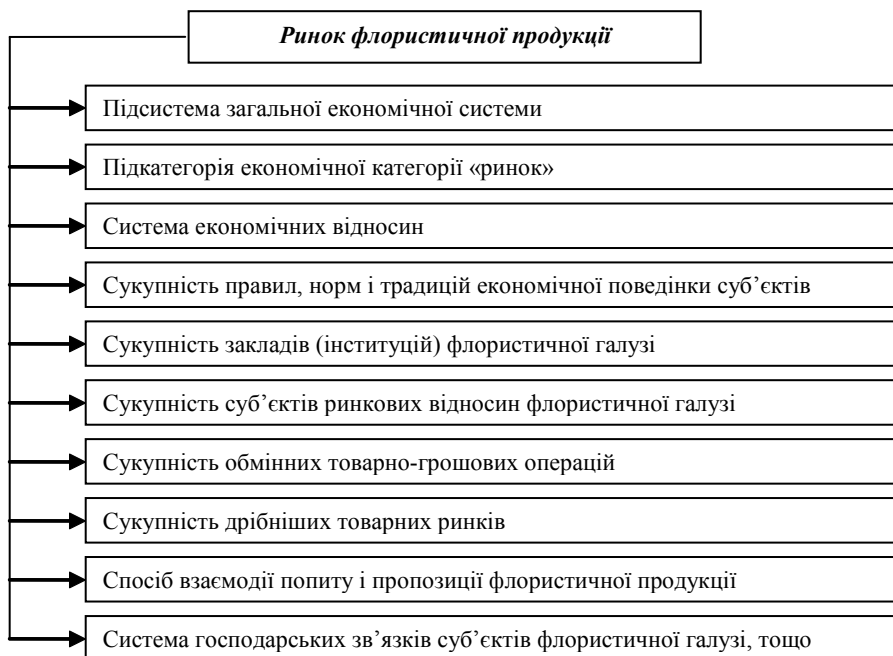 Ринок флористичної продукції
Підсистема загальної економічної системи
Підкатегорія економічної категорії «ринок»
Система економічних відносин
Сукупність правил, норм і традицій економічної поведінки суб’єктів
Сукупність закладів (інституцій) флористичної галузі
Сукупність суб’єктів ринкових відносин флористичної галузі
Сукупність обмінних товарно-грошових операцій
Сукупність дрібніших товарних ринків
Спосіб взаємодії попиту і пропозиції флористичної продукції
Система господарських зв’язків суб’єктів флористичної галузі, тощо